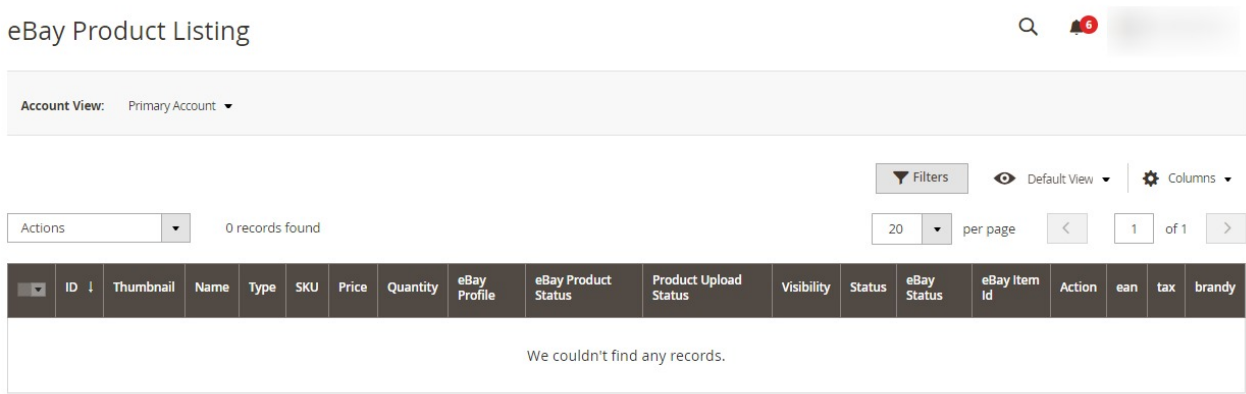 eBay Product Listing
6
Account View: Primary Account
Filters Default View Columns
Actions 0 records found 20 per page 1 of 1
ID ↓ Thumbnail Name Type SKU Price Quantity eBay Profile eBay Product Status Product Upload Status Visibility Status eBay Status eBay Item Id Action ean tax brandy
We couldn't find any records.